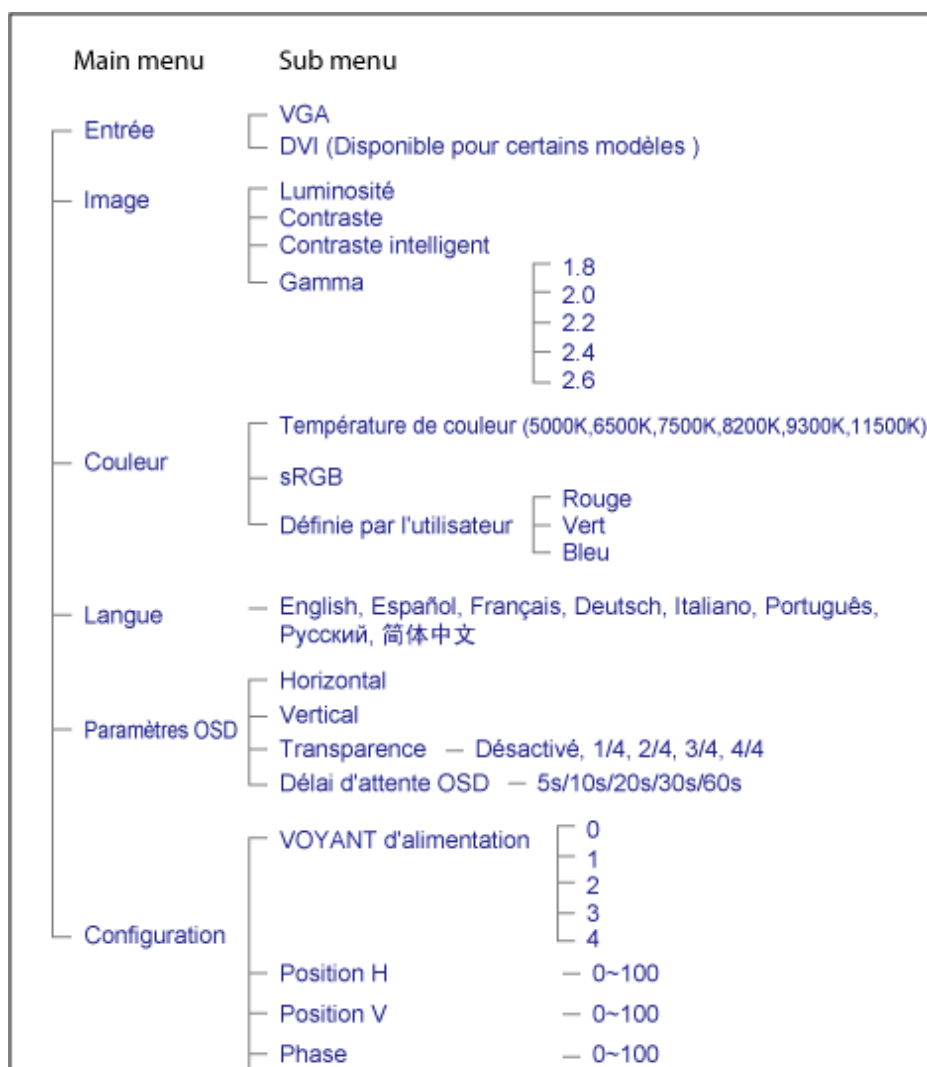 Main menu Sub menu
Entrée
VGA
DVI (Disponible pour certains modèles )
Image
Luminosité
Contraste
Contraste intelligent
Gamma
1.8
2.0
2.2
2.4
2.6
Couleur
Température de couleur (5000K,6500K,7500K,8200K,9300K,11500K)
sRGB
Définie par l'utilisateur
Rouge
Vert
Bleu
Langue
English, Español, Français, Deutsch, Italiano, Português,
Русский, 简体中文
Paramètres OSD
Horizontal
Vertical
Transparence — Désactivé, 1/4, 2/4, 3/4, 4/4
Délai d'attente OSD — 5s/10s/20s/30s/60s
Configuration
VOYANT d'alimentation
0
1
2
3
4
Position H — 0~100
Position V — 0~100
Phase — 0~100